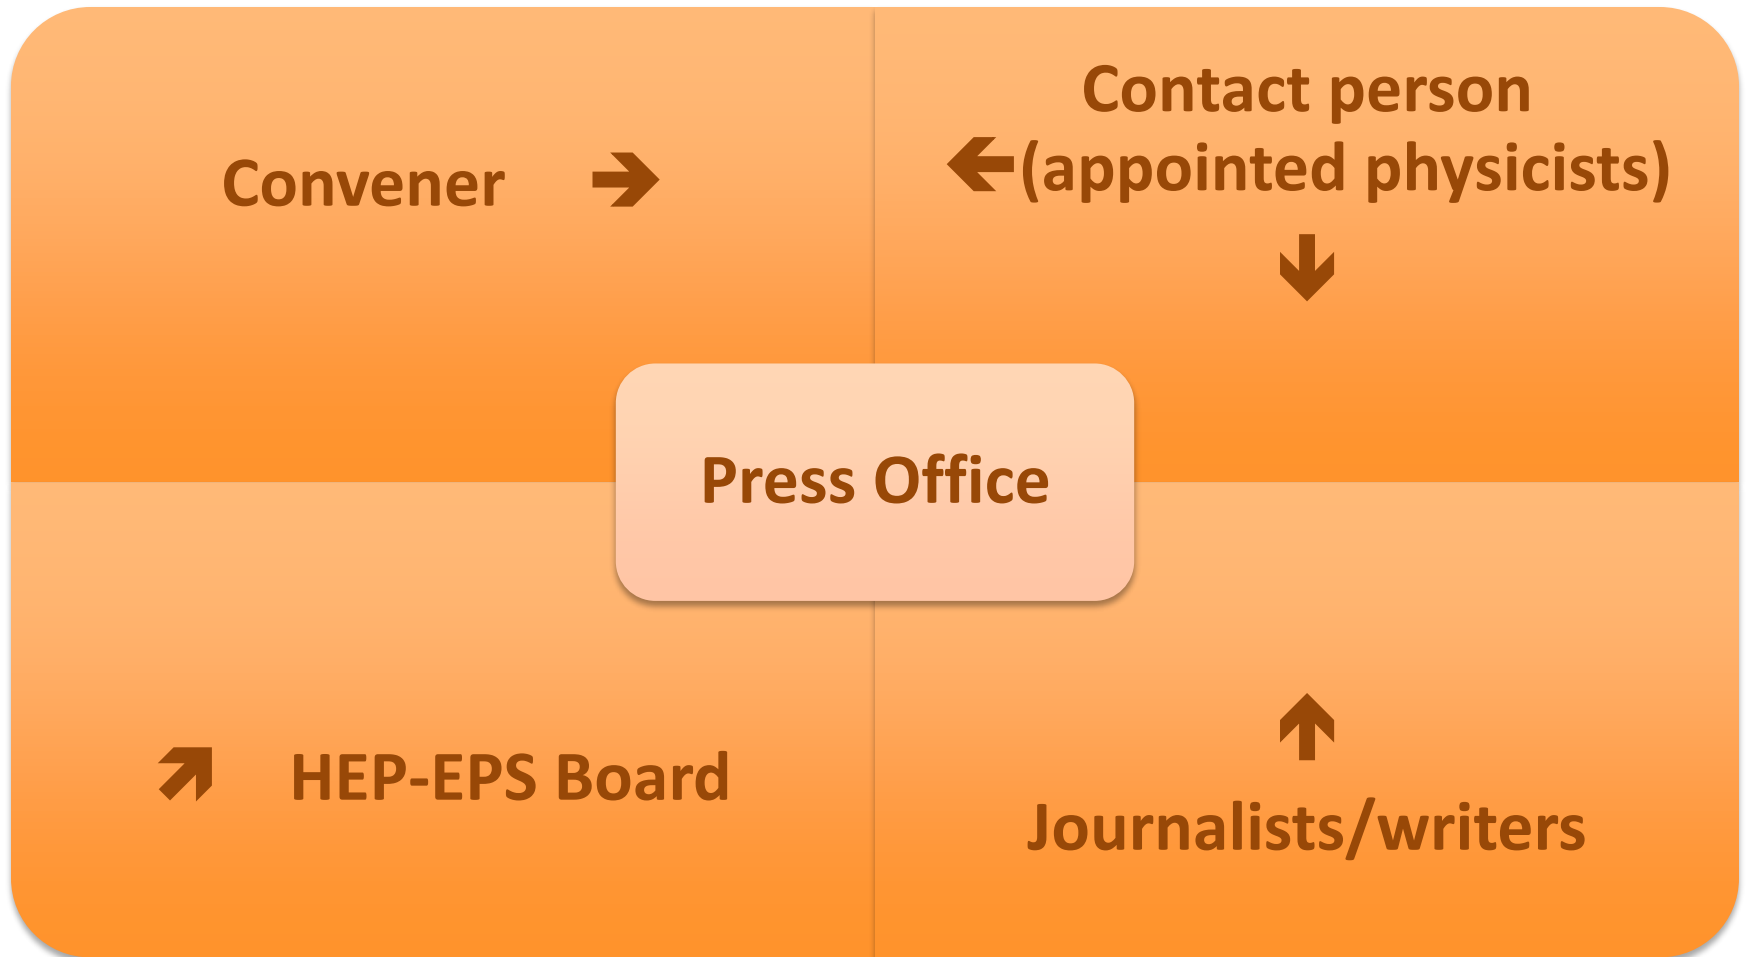 Convener →
Contact person
←(appointed physicists)
↓
Press Office
↗ HEP-EPS Board
↑
Journalists/writers